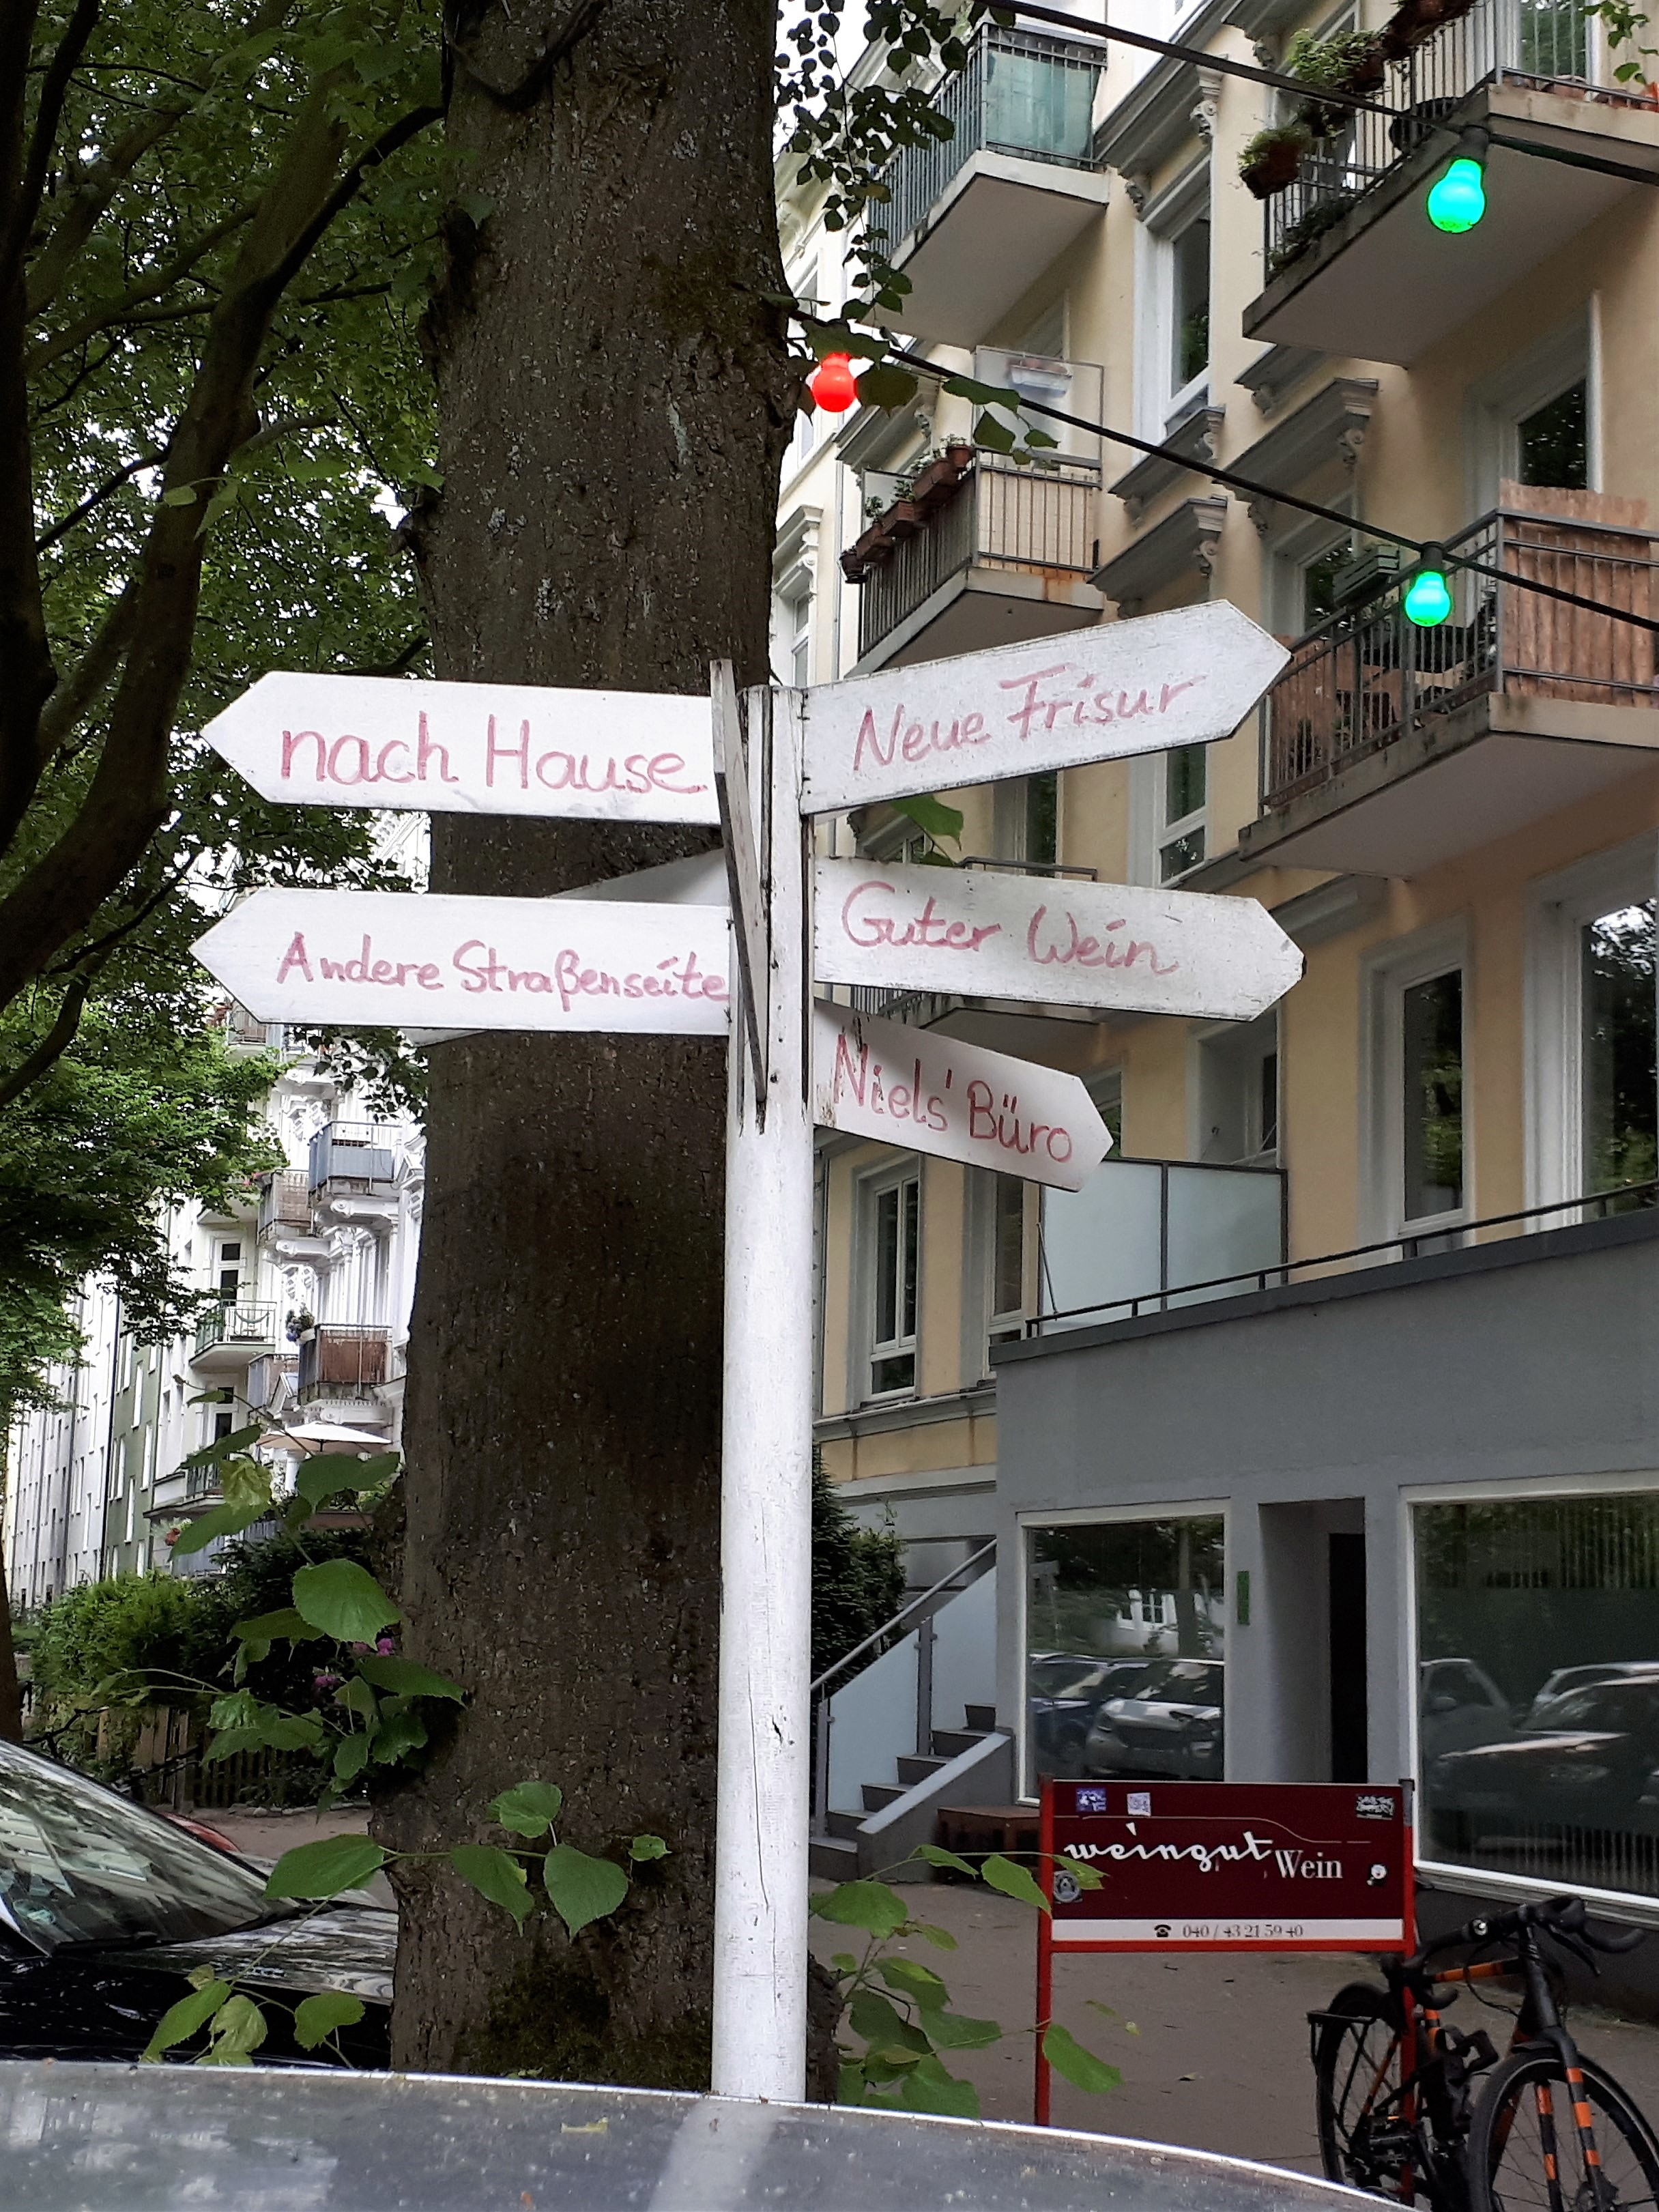 nach Hause
Neue Frisur
Andere Straßenseite
Guter Wein
Niels' Büro
weingut Wein
040 / 43 21 59 40